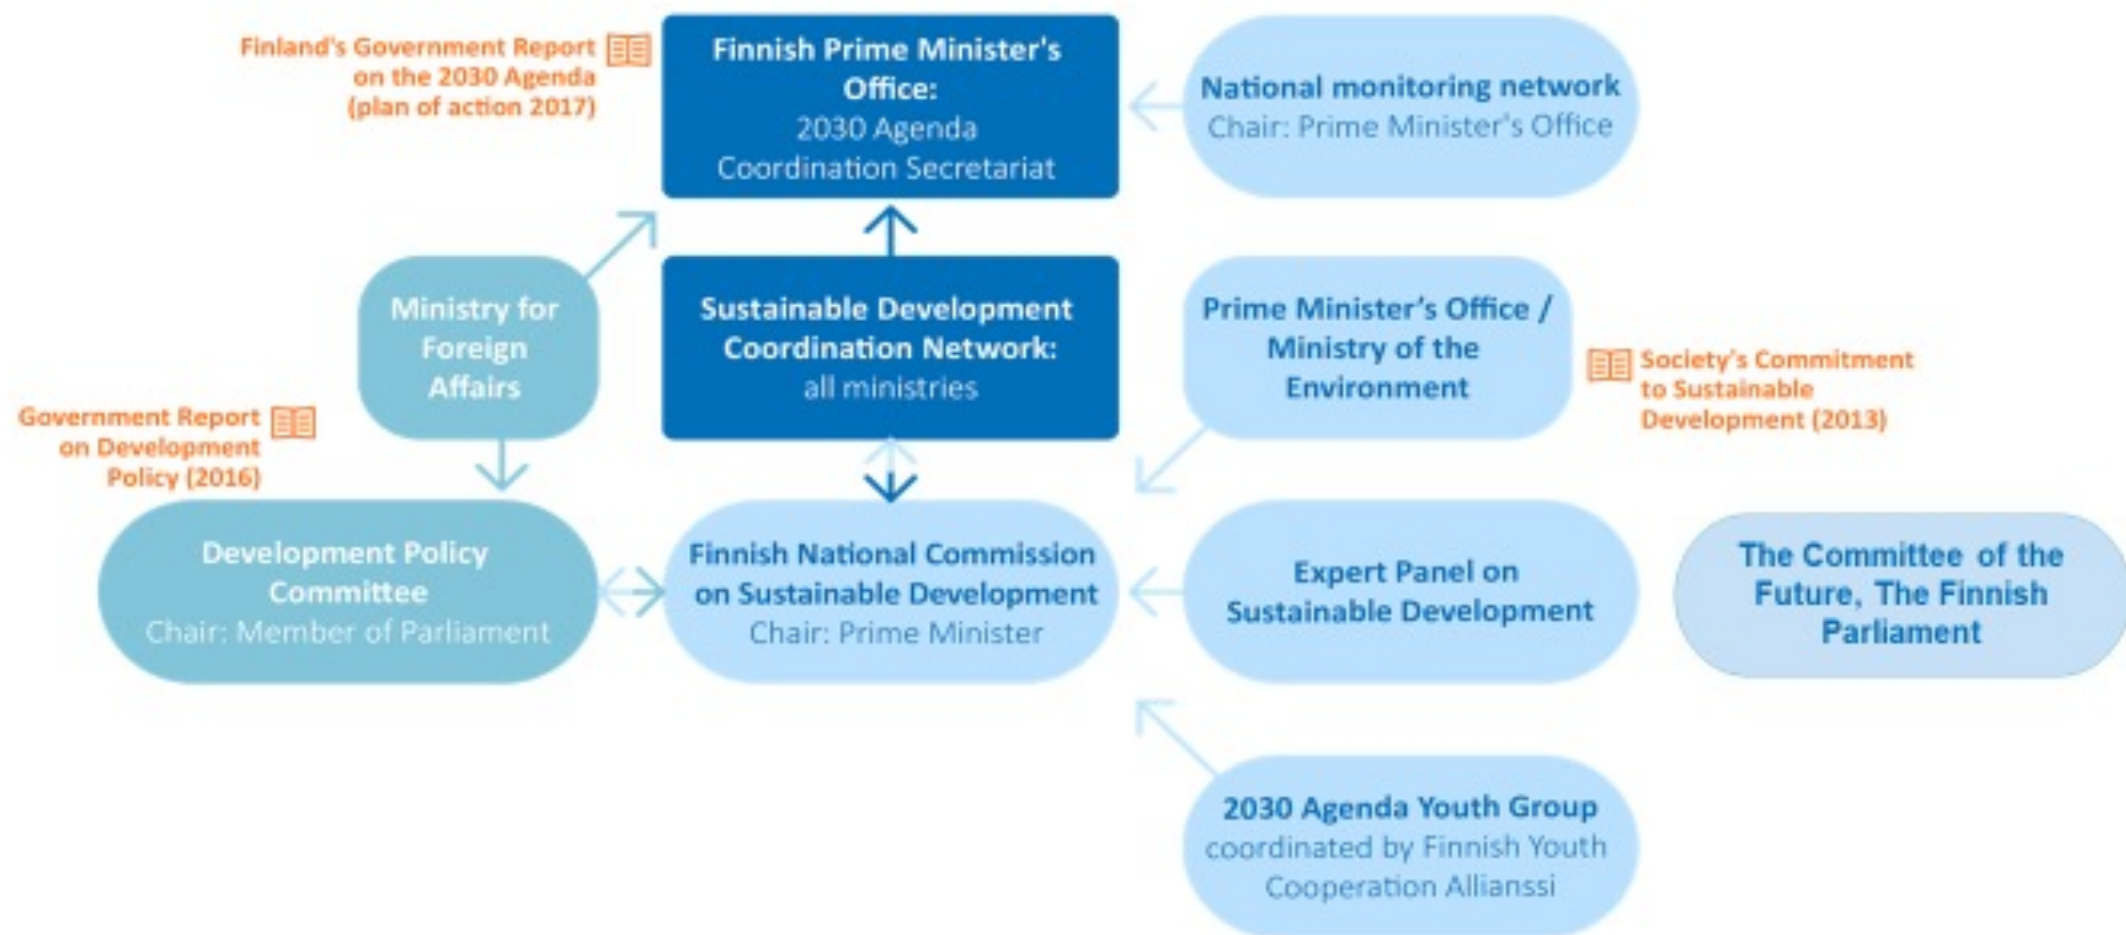 Finland's Government Report
on the 2030 Agenda
(plan of action 2017)
Finnish Prime Minister's
Office:
2030 Agenda
Coordination Secretariat
National monitoring network
Chair: Prime Minister's Office
Ministry for
Foreign
Affairs
Sustainable Development
Coordination Network:
all ministries
Prime Minister’s Office /
Ministry of the
Environment
Society's Commitment
to Sustainable
Development (2013)
Government Report
on Development
Policy (2016)
Development Policy
Committee
Chair: Member of Parliament
Finnish National Commission
on Sustainable Development
Chair: Prime Minister
Expert Panel on
Sustainable Development
The Committee of the
Future, The Finnish
Parliament
2030 Agenda Youth Group
coordinated by Finnish Youth
Cooperation Allianssi